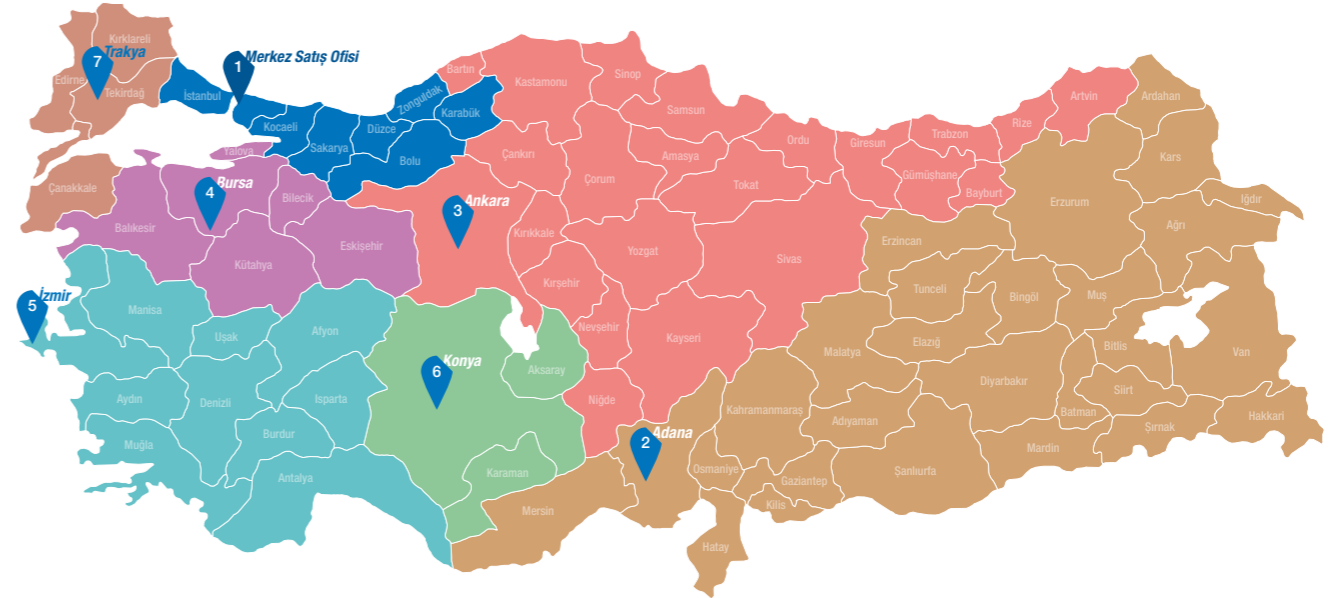 Kırklareli
7 Trakya
Edirne
Tekirdağ
1 Merkez Satış Ofisi
İstanbul
Kocaeli
Sakarya
Düzce
Zonguldak
Karabük
Bolu
Bartın
Kastamonu
Sinop
Samsun
Çankırı
Çorum
Amasya
Ordu
Tokat
Giresun
Trabzon
Gümüşhane
Rize
Bayburt
Artvin
Ardahan
Kars
Iğdır
Erzurum
Ağrı
Çanakkale
Yalova
4 Bursa
Bilecik
Balıkesir
Kütahya
Eskişehir
3 Ankara
Kırıkkale
Yozgat
Sivas
Kırşehir
Nevşehir
Kayseri
Niğde
Erzincan
Tunceli
Bingöl
Muş
Elazığ
Malatya
Bitlis
Van
Diyarbakır
Siirt
Batman
Hakkari
Şırnak
Mardin
Şanlıurfa
Adıyaman
Kahramanmaraş
5 İzmir
Manisa
Uşak
Afyon
Aydın
Denizli
Isparta
Burdur
Muğla
Antalya
6 Konya
Aksaray
Karaman
2 Adana
Mersin
Osmaniye
Gaziantep
Kilis
Hatay